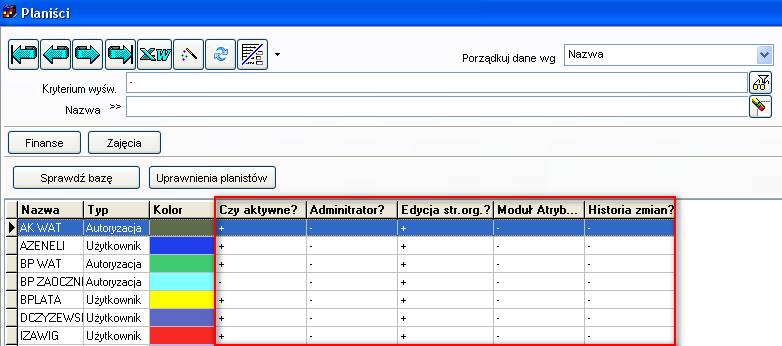 Planiści
XW
Porządkuj dane wg Nazwa
Kryterium wyśw. -
Nazwa >>
Finanse Zajęcia
Sprawdź bazę Uprawnienia planistów
Nazwa Typ Kolor Czy aktywne? Adminitrator? Edycja str.org.? Moduł Atryb... Historia zmian?
AK WAT Autoryzacja + - + - -
AZENELI Użytkownik + - + - -
BP WAT Autoryzacja + - + - -
BP ZAOCZNI Autoryzacja - - + - -
BPLATA Użytkownik + - + - -
DCZYZEWSI Użytkownik + - + - -
IZAWIG Użytkownik + - + - -